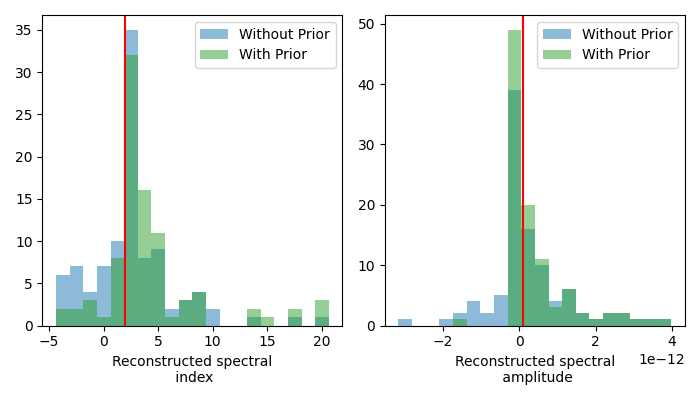 Without Prior
With Prior
35
30
25
20
15
10
5
0
−5
0
5
10
15
20
Reconstructed spectral
index
Without Prior
With Prior
50
40
30
20
10
0
−2
0
2
4
1e−12
Reconstructed spectral
amplitude